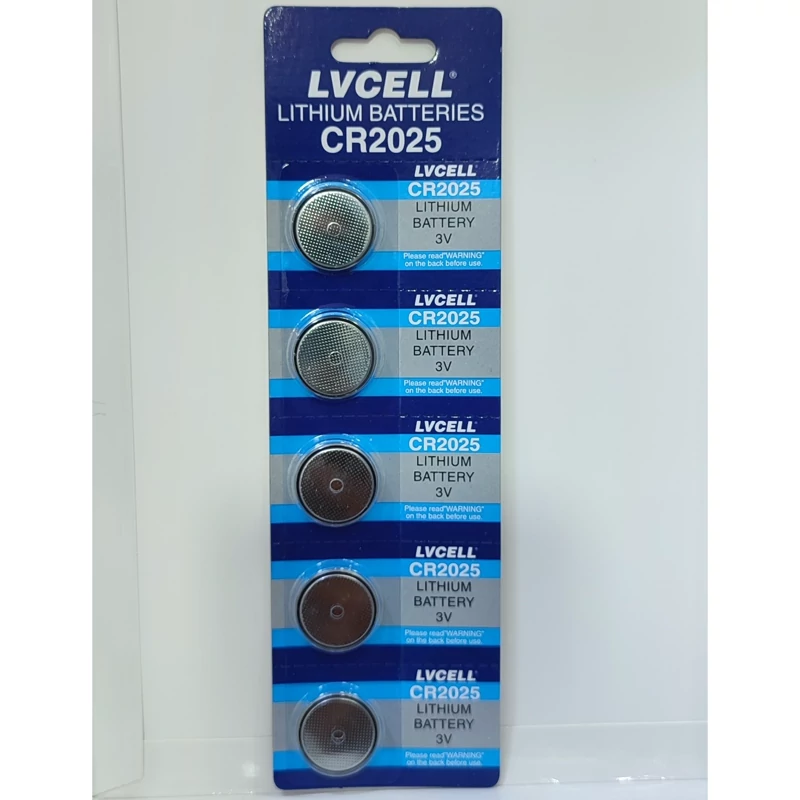 LVCELL®
LITHIUM BATTERIES
CR2025
LVCELL
CR2025
LITHIUM
BATTERY
3V
Please read"WARNING"
on the back before use.
LVCELL
CR2025
LITHIUM
BATTERY
3V
Please read"WARNING"
on the back before use.
LVCELL
CR2025
LITHIUM
BATTERY
3V
Please read"WARNING"
on the back before use.
LVCELL
CR2025
LITHIUM
BATTERY
3V
Please read"WARNING"
on the back before use.
LVCELL
CR2025
LITHIUM
BATTERY
3V
Please read"WARNING"
on the back before use.